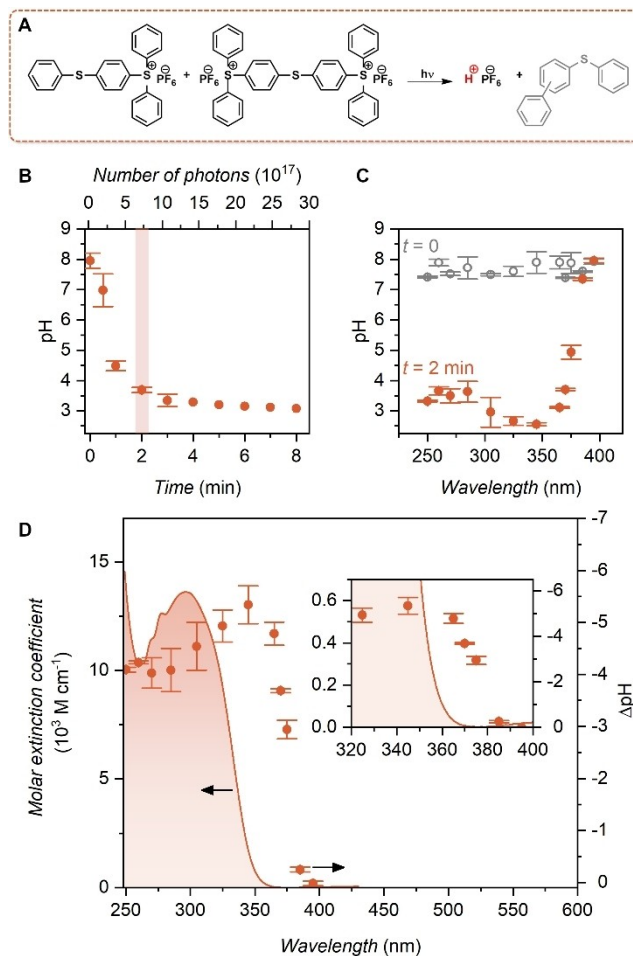 A
S
S
⊕
PF6
⊖
+
PF6
⊖
S
⊕
S
S
⊕
PF6
⊖
hν
H
⊕
PF6
⊖
+
S
B
Number of photons (10^17)
0 5 10 15 20 25 30
9
8
7
6
5
4
3
pH
0 2 4 6 8
Time (min)
C
9
8
7
6
5
4
3
pH
t = 0
t = 2 min
250 300 350 400
Wavelength (nm)
D
Molar extinction coefficient
(10^3 M cm^-1)
15
10
5
0
-7
-6
-5
-4
-3
-2
-1
0
ΔpH
250 300 350 400 450 500 550 600
Wavelength (nm)
0.6
0.4
0.2
0.0
-6
-4
-2
0
320 340 360 380 400